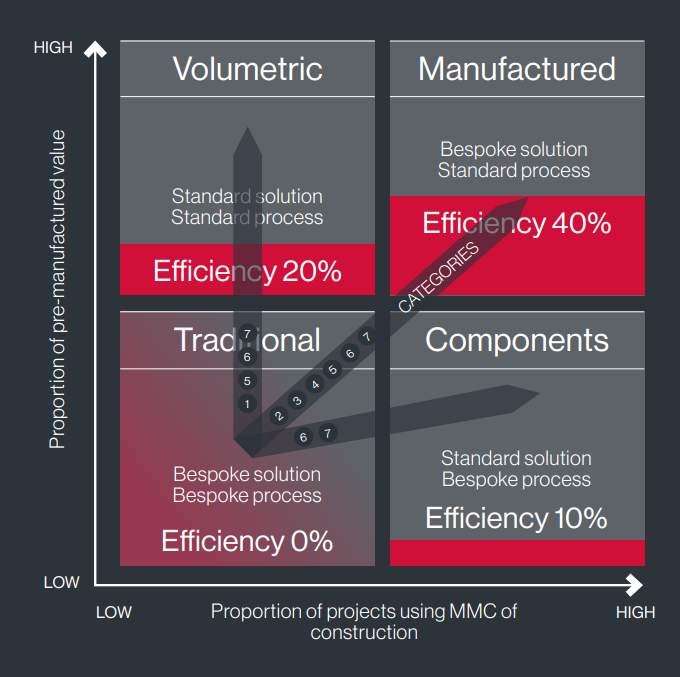 HIGH
Volumetric
Manufactured
Bespoke solution
Standard process
Standard solution
Standard process
Efficiency 40%
Efficiency 20%
CATEGORIES
Proportion of pre-manufactured value
Traditional
Components
7
6
5
1
2
3
4
5
6
7
6
7
Bespoke solution
Bespoke process
Standard solution
Bespoke process
Efficiency 10%
Efficiency 0%
LOW
LOW
Proportion of projects using MMC of
construction
HIGH